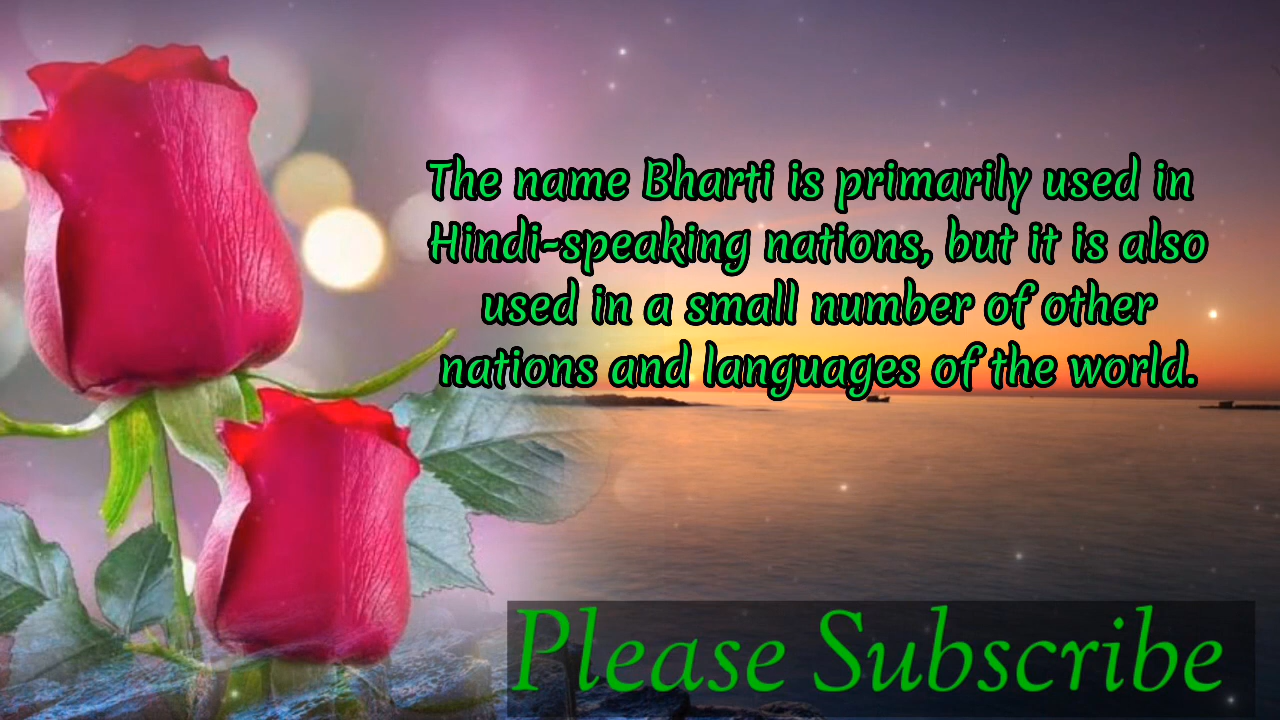 The name Bharti is primarily used in
Hindi-speaking nations, but it is also
used in a small number of other
nations and languages of the world.
Please Subscribe